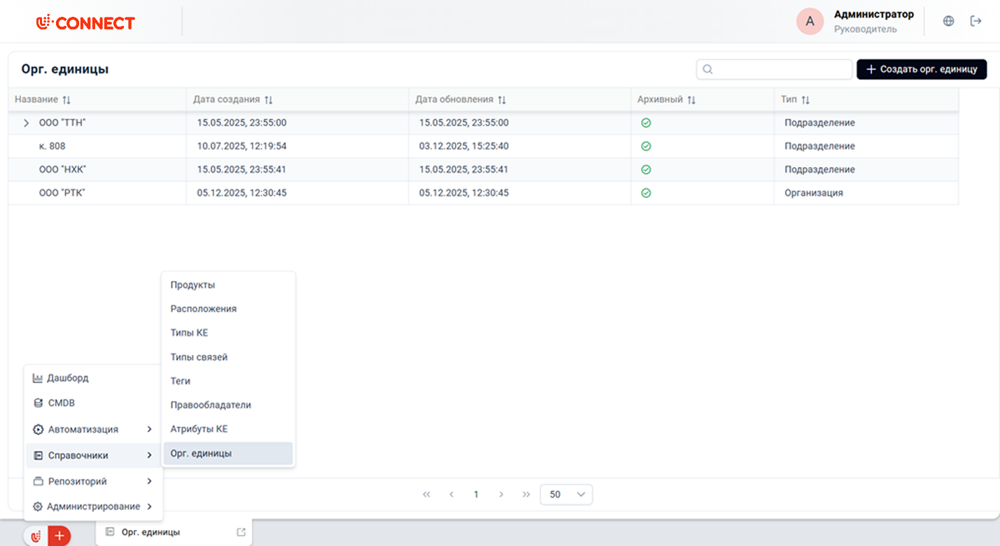 CONNECT
А
Администратор
Руководитель
Орг. единицы
+ Создать орг. единицу
Название Дата создания Дата обновления Архивный Тип
ООО "ТТН" 15.05.2025, 23:55:00 15.05.2025, 23:55:00 Подразделение
к. 808 10.07.2025, 12:19:54 03.12.2025, 15:25:40 Подразделение
ООО "НХК" 15.05.2025, 23:55:41 15.05.2025, 23:55:41 Подразделение
ООО "РТК" 05.12.2025, 12:30:45 05.12.2025, 12:30:45 Организация
Продукты
Расположения
Типы КЕ
Типы связей
Теги
Правообладатели
Атрибуты КЕ
Орг. единицы
Дашборд
CMDB
Автоматизация
Справочники
Репозиторий
Администрирование
1 50
Орг. единицы